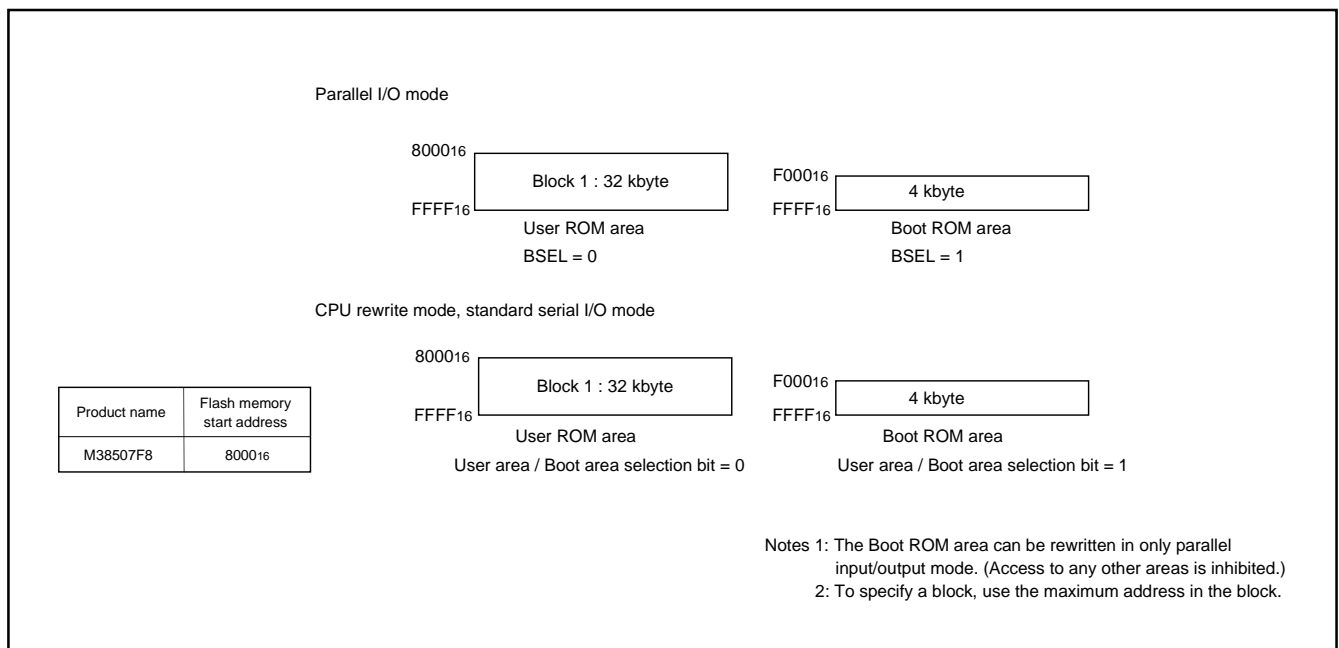 Parallel I/O mode
800016
Block 1 : 32 kbyte
FFFF16
User ROM area
BSEL = 0
F00016
4 kbyte
FFFF16
Boot ROM area
BSEL = 1
CPU rewrite mode, standard serial I/O mode
800016
Block 1 : 32 kbyte
FFFF16
User ROM area
User area / Boot area selection bit = 0
F00016
4 kbyte
FFFF16
Boot ROM area
User area / Boot area selection bit = 1
Product name
Flash memory
start address
M38507F8
800016
Notes 1: The Boot ROM area can be rewritten in only parallel
input/output mode. (Access to any other areas is inhibited.)
2: To specify a block, use the maximum address in the block.